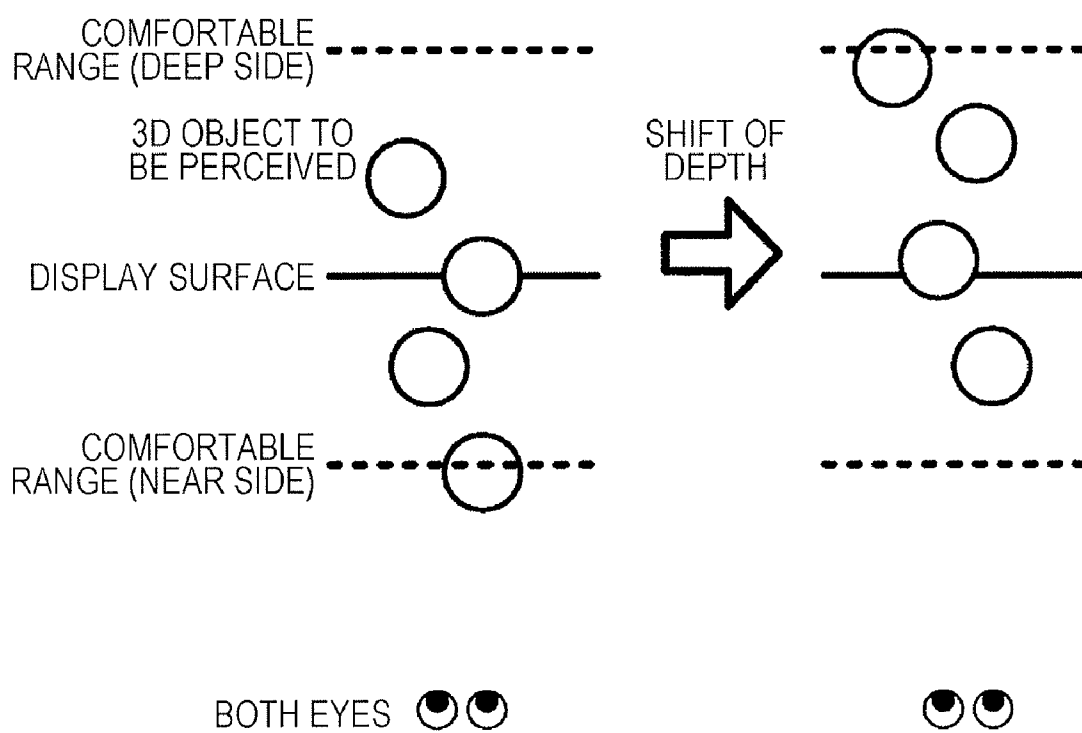 COMFORTABLE
RANGE (DEEP SIDE)
3D OBJECT TO
BE PERCEIVED
SHIFT OF
DEPTH
DISPLAY SURFACE
COMFORTABLE
RANGE (NEAR SIDE)
BOTH EYES